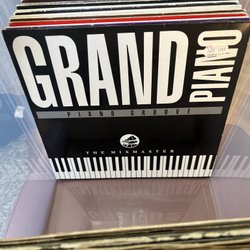 GRAND
PIANO
PIANO GROOVE
THE MIXMASTER